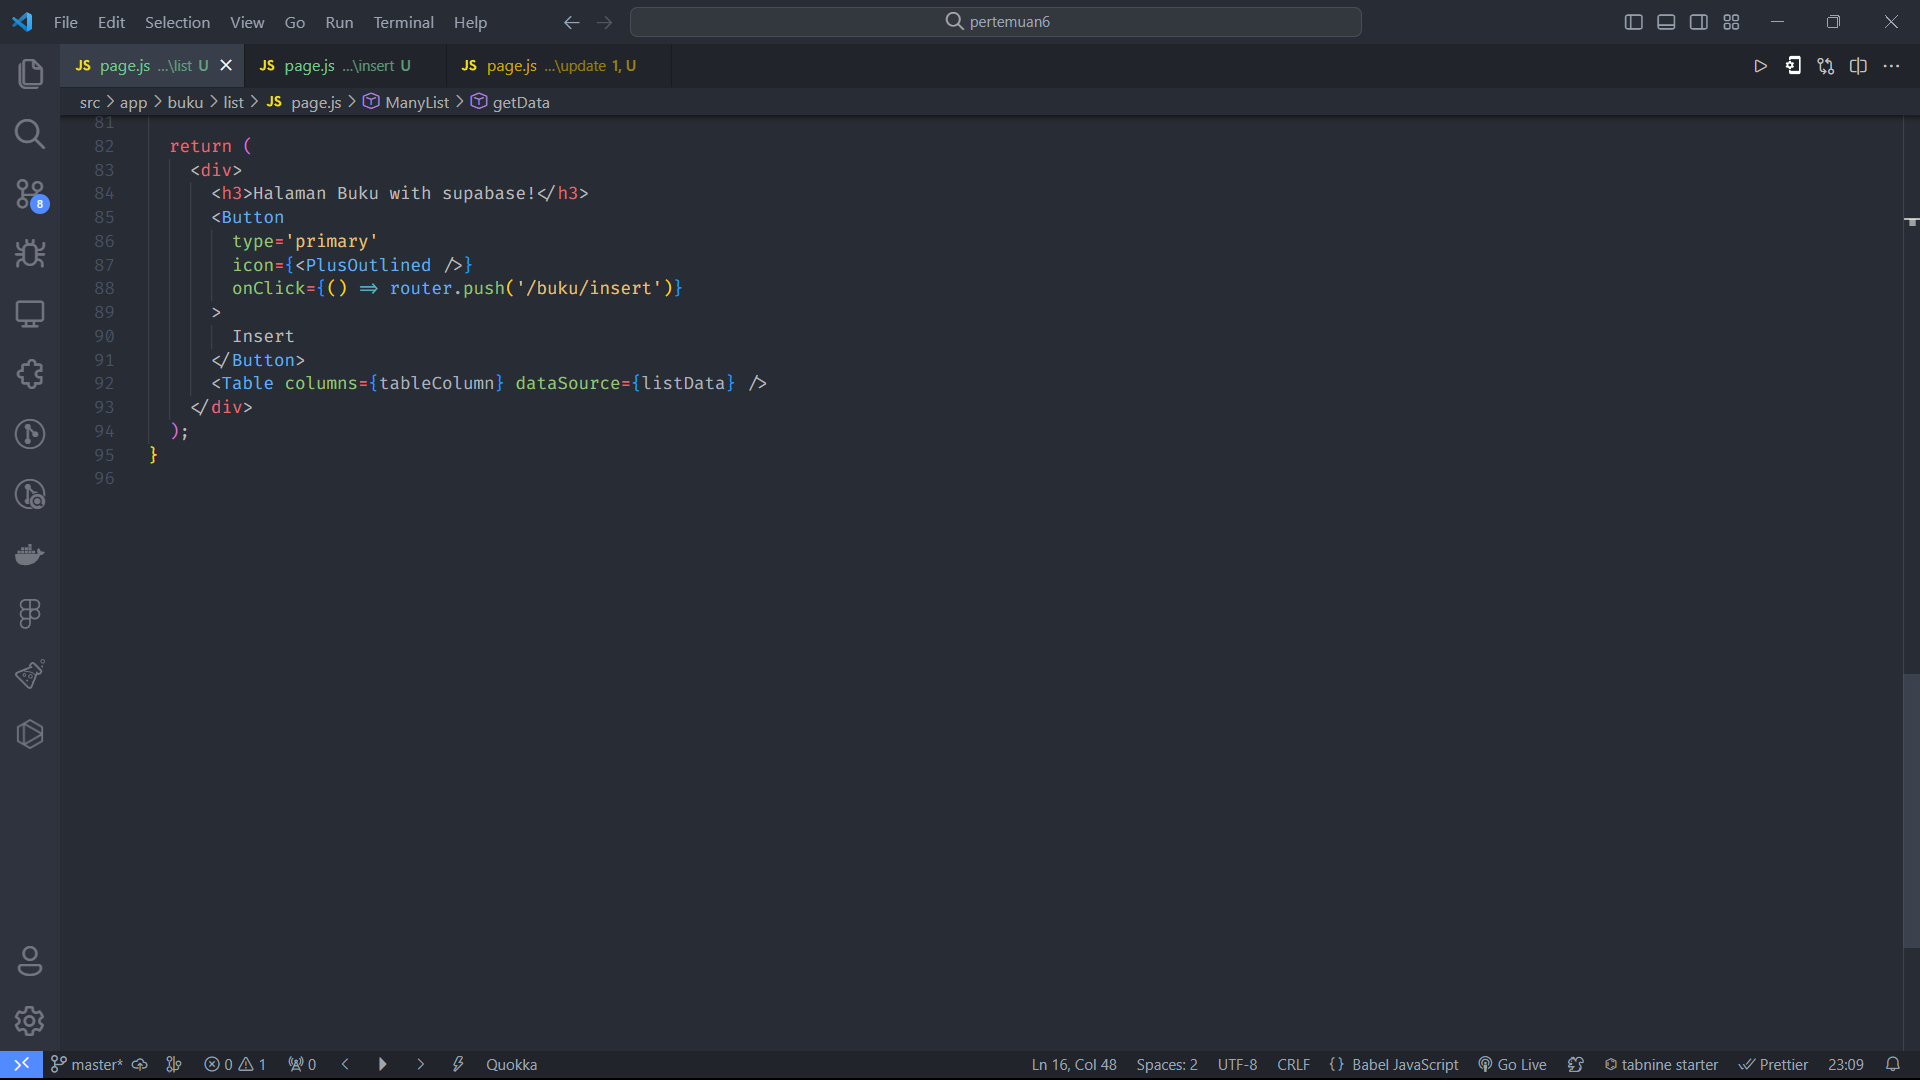 File Edit Selection View Go Run Terminal Help pertemuan6
JS page.js ...\list U JS page.js ...\insert U JS page.js ...\update 1, U
src > app > buku > list > JS page.js > ManyList > getData
81
82 return (
83 <div>
84 <h3>Halaman Buku with supabase!</h3>
85 <Button
86 type='primary'
87 icon={<PlusOutlined />}
88 onClick={() => router.push('/buku/insert')}
89 >
90 Insert
91 </Button>
92 <Table columns={tableColumn} dataSource={listData} />
93 </div>
94 );
95 }
96
8
master* 0 1 0 Quokka Ln 16, Col 48 Spaces: 2 UTF-8 CRLF {} Babel JavaScript Go Live tabnine starter Prettier 23:09